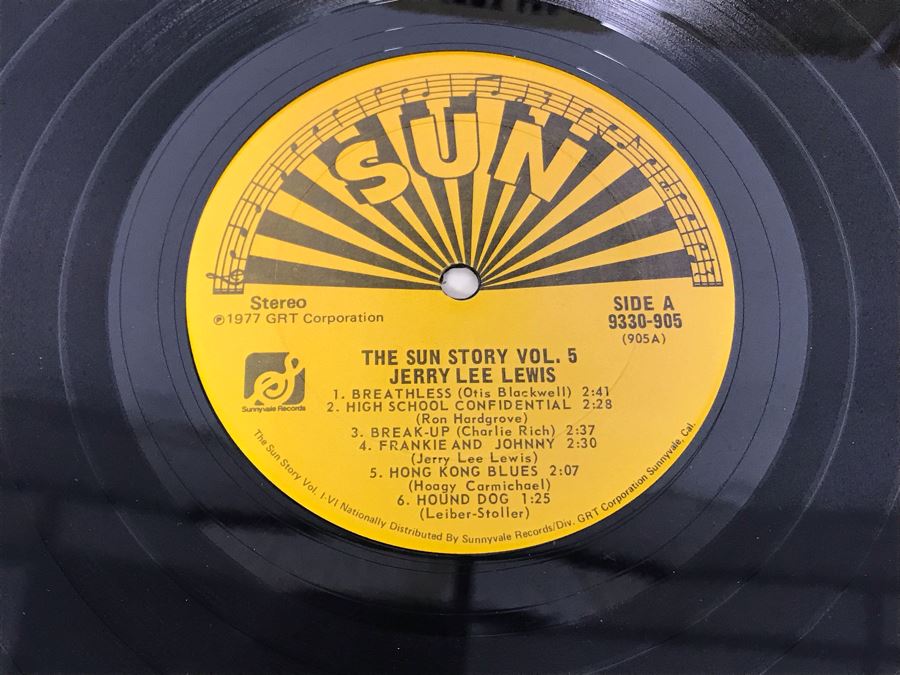 SUN
Stereo
℗1977 GRT Corporation
SIDE A
9330-905
(905A)
THE SUN STORY VOL. 5
JERRY LEE LEWIS
1. BREATHLESS (Otis Blackwell) 2:41
2. HIGH SCHOOL CONFIDENTIAL 2:28
(Ron Hardgrove)
3. BREAK-UP (Charlie Rich) 2:37
4. FRANKIE AND JOHNNY 2:30
(Jerry Lee Lewis)
5. HONG KONG BLUES 2:07
(Hoagy Carmichael)
6. HOUND DOG 1:25
(Leiber-Stoller)
Sunnyvale Records
The Sun Story Vol. I-VI Nationally Distributed By Sunnyvale Records/Div. GRT Corporation Sunnyvale, Cal.